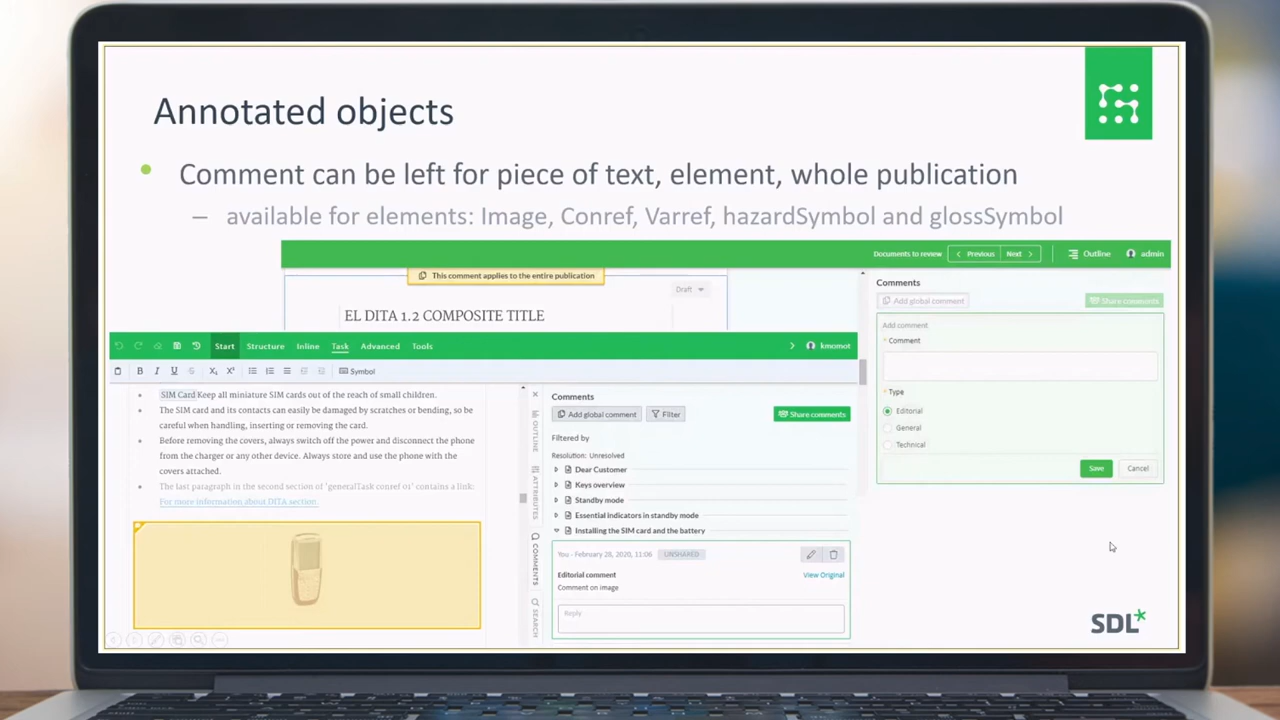 Annotated objects
Comment can be left for piece of text, element, whole publication
– available for elements: Image, Conref, Varref, hazardSymbol and glossSymbol
Documents to review < Previous Next > Outline admin
This comment applies to the entire publication
Draft
EL DITA 1.2 COMPOSITE TITLE
Comments
Add global comment Share comments
Add comment
* Comment
* Type
Editorial
General
Technical
Save Cancel
Start Structure Inline Task Advanced Tools kmomot
B I U S X₂ X² Symbol
SIM Card Keep all miniature SIM cards out of the reach of small children.
The SIM card and its contacts can easily be damaged by scratches or bending, so be
careful when handling, inserting or removing the card.
Before removing the covers, always switch off the power and disconnect the phone
from the charger or any other device. Always store and use the phone with the
covers attached.
The last paragraph in the second section of 'generalTask conref 01' contains a link:
For more information about DITA section.
OUTLINE
ATTRIBUTES
COMMENTS
SEARCH
Comments
Add global comment Filter Share comments
Filtered by
Resolution: Unresolved
Dear Customer
Keys overview
Standby mode
Essential indicators in standby mode
Installing the SIM card and the battery
You - February 28, 2020, 11:06 UNSHARED
Editorial comment View Original
Comment on image
Reply
SDL*